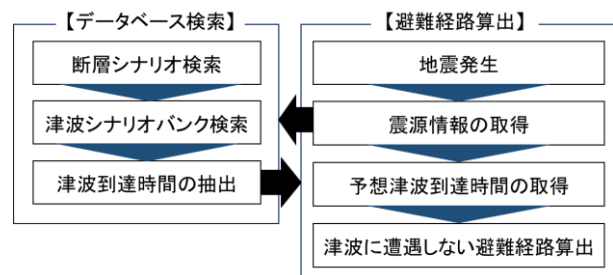 【データベース検索】
断層シナリオ検索
津波シナリオバンク検索
津波到達時間の抽出
【避難経路算出】
地震発生
震源情報の取得
予想津波到達時間の取得
津波に遭遇しない避難経路算出